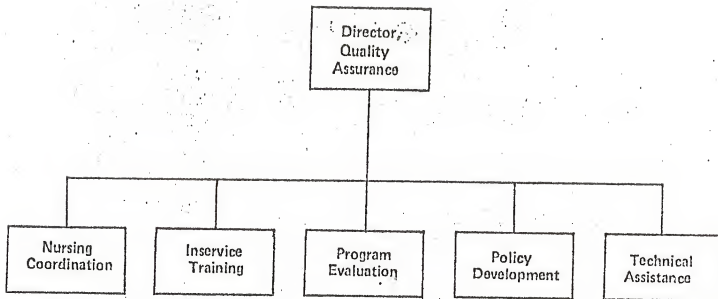 Director,
Quality
Assurance
Nursing
Coordination
Inservice
Training
Program
Evaluation
Policy
Development
Technical
Assistance